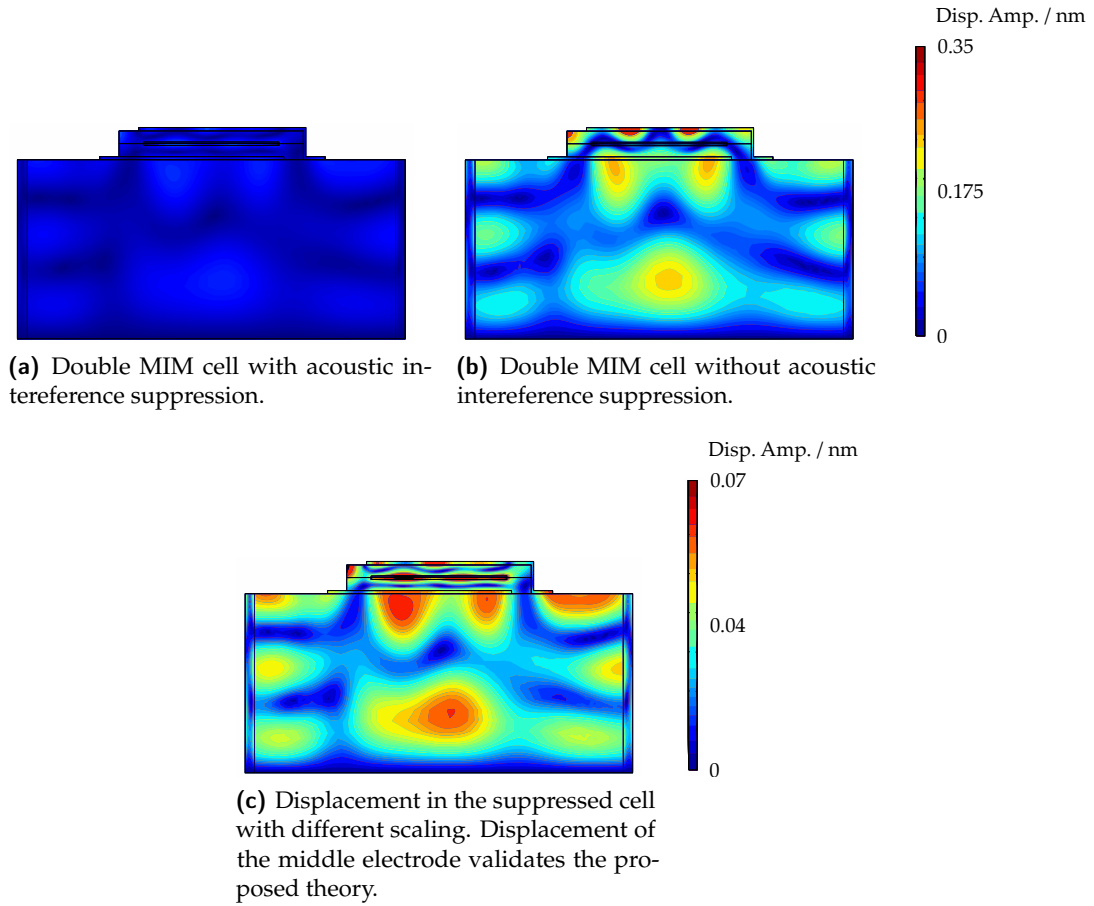 Disp. Amp. / nm
0.35
0.175
0
(a) Double MIM cell with acoustic in-
tereference suppression.
(b) Double MIM cell without acoustic
intereference suppression.
Disp. Amp. / nm
0.07
0.04
0
(c) Displacement in the suppressed cell
with different scaling. Displacement of
the middle electrode validates the pro-
posed theory.